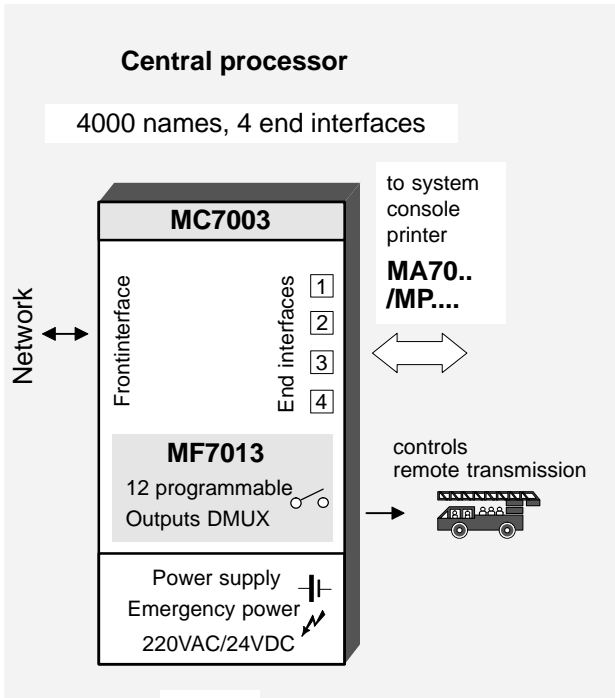 Central processor
4000 names, 4 end interfaces
to system
console
printer
MA70..
/MP....
MC7003
Network
Frontinterface
End interfaces
1
2
3
4
MF7013
12 programmable
Outputs DMUX
controls
remote transmission
Power supply
Emergency power
220VAC/24VDC